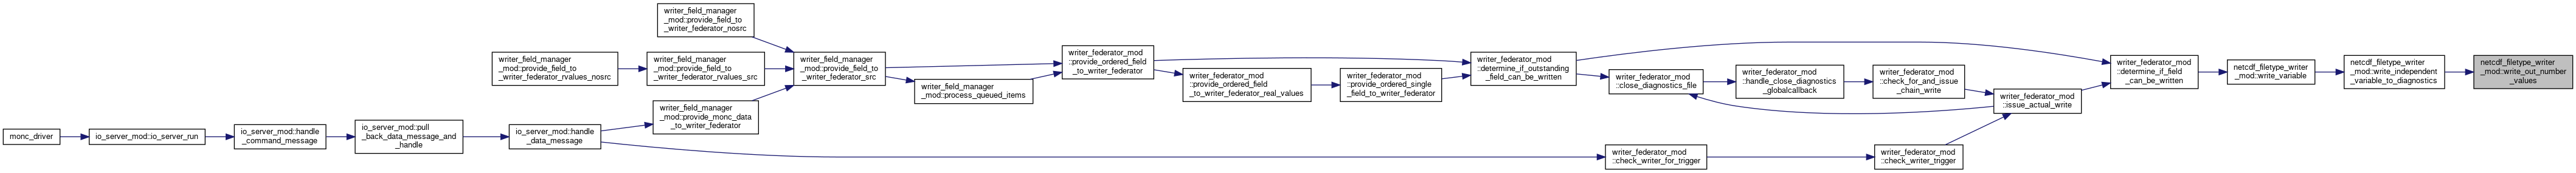 writer_field_manager
_mod::provide_field_to
_writer_federator_nosrc
writer_field_manager
_mod::provide_field_to
_writer_federator_rvalues_nosrc
writer_field_manager
_mod::provide_field_to
_writer_federator_rvalues_src
writer_field_manager
_mod::provide_field_to
_writer_federator_src
writer_field_manager
_mod::process_queued_items
writer_field_manager
_mod::provide_monc_data
_to_writer_federator
monc_driver
io_server_mod::io_server_run
io_server_mod::handle
_command_message
io_server_mod::pull
_back_data_message_and
_handle
io_server_mod::handle
_data_message
writer_federator_mod
::provide_ordered_field
_to_writer_federator
writer_federator_mod
::provide_ordered_field
_to_writer_federator_real_values
writer_federator_mod
::provide_ordered_single
_field_to_writer_federator
writer_federator_mod
::determine_if_outstanding
_field_can_be_written
writer_federator_mod
::close_diagnostics_file
writer_federator_mod
::handle_close_diagnostics
_globalcallback
writer_federator_mod
::check_for_and_issue
_chain_write
writer_federator_mod
::issue_actual_write
writer_federator_mod
::check_writer_for_trigger
writer_federator_mod
::check_writer_trigger
writer_federator_mod
::determine_if_field
_can_be_written
netcdf_filetype_writer
_mod::write_variable
netcdf_filetype_writer
_mod::write_independent
_variable_to_diagnostics
netcdf_filetype_writer
_mod::write_out_number
_values